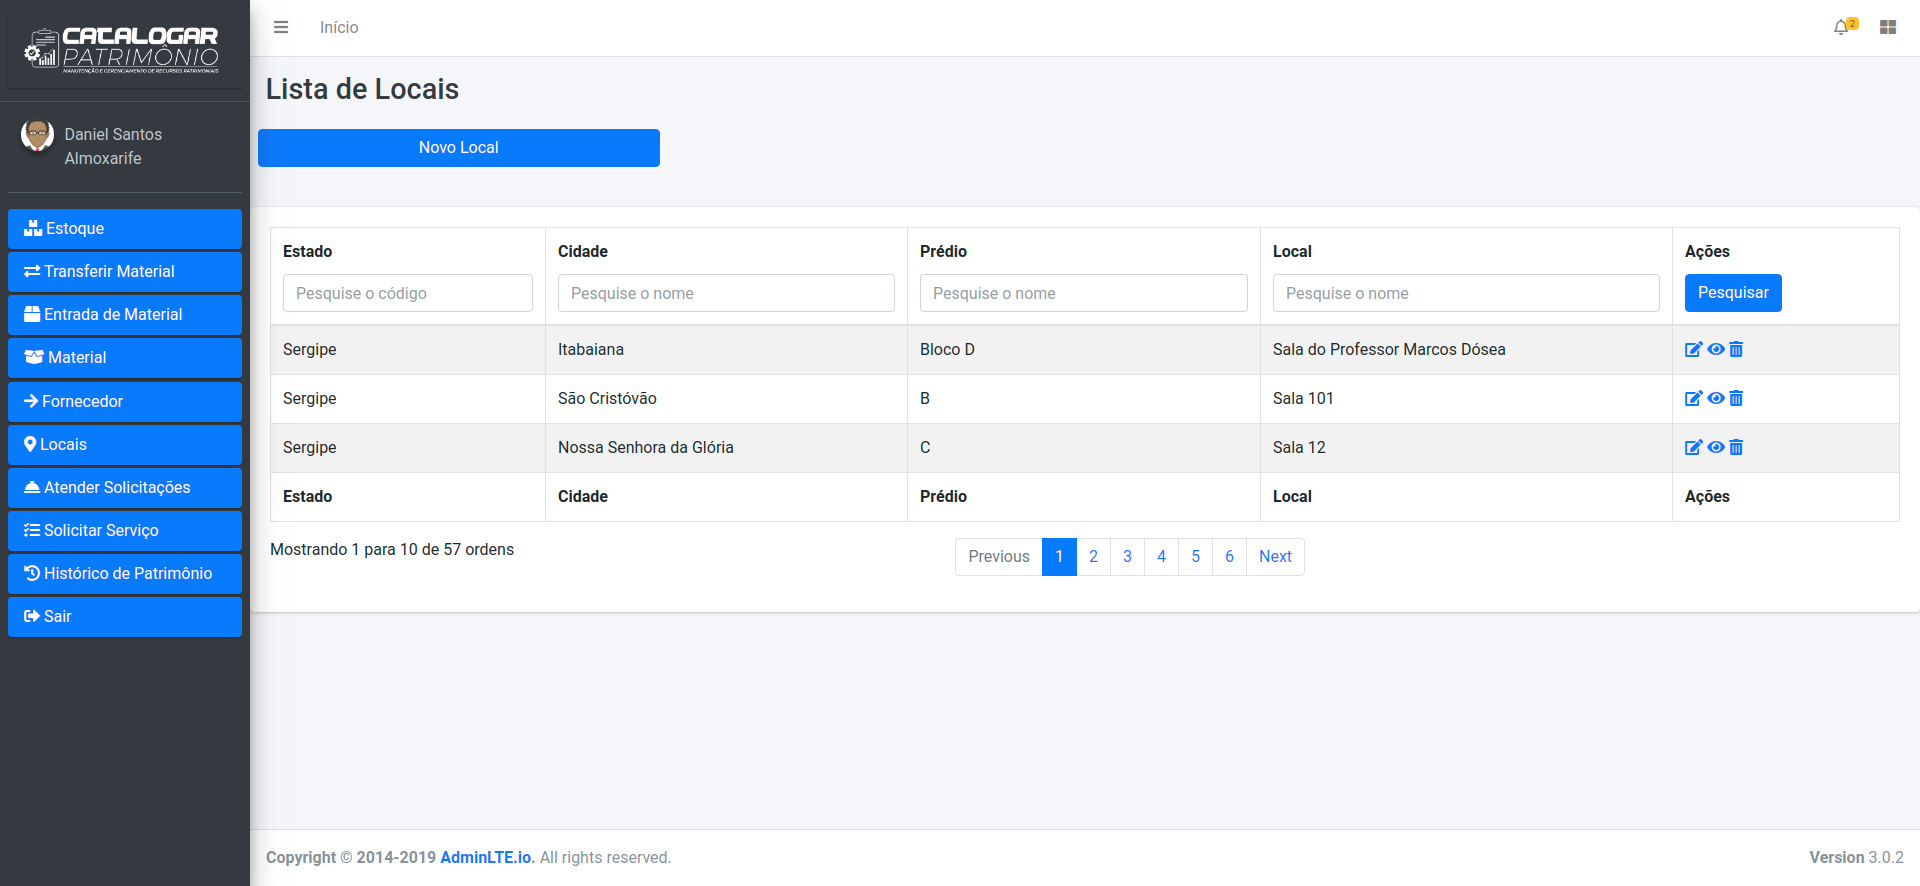 CATALOGAR
PATRIMÔNIO
MANUTENÇÃO E GERENCIAMENTO DE RECURSOS PATRIMONIAIS
Início
2
Daniel Santos
Almoxarife
Estoque
Transferir Material
Entrada de Material
Material
Fornecedor
Locais
Atender Solicitações
Solicitar Serviço
Histórico de Patrimônio
Sair
Lista de Locais
Novo Local
Estado Cidade Prédio Local Ações
Pesquise o código Pesquise o nome Pesquise o nome Pesquise o nome Pesquisar
Sergipe Itabaiana Bloco D Sala do Professor Marcos Dósea
Sergipe São Cristóvão B Sala 101
Sergipe Nossa Senhora da Glória C Sala 12
Estado Cidade Prédio Local Ações
Mostrando 1 para 10 de 57 ordens Previous 1 2 3 4 5 6 Next
Copyright © 2014-2019 AdminLTE.io. All rights reserved. Version 3.0.2